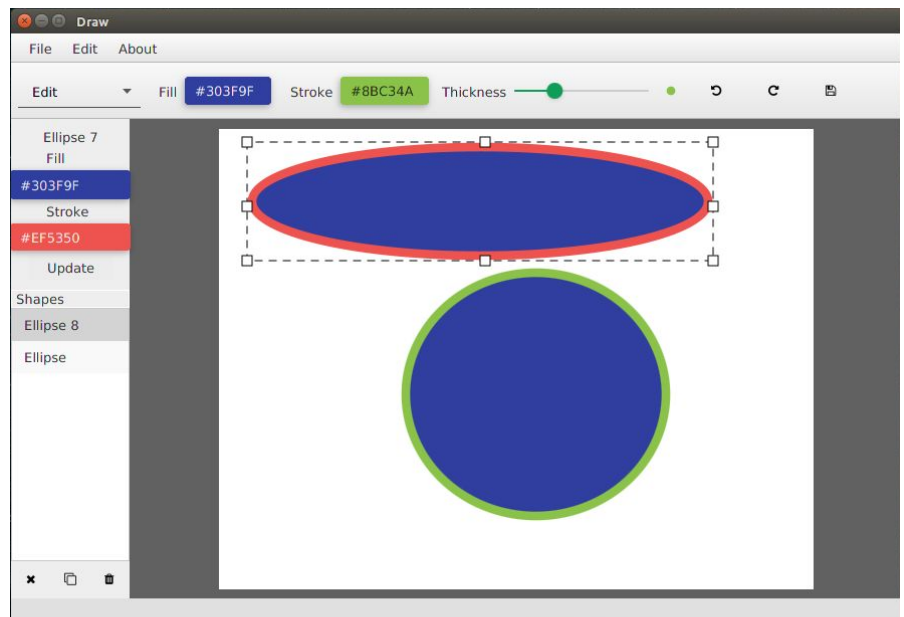 Draw
File Edit About
Edit Fill #303F9F Stroke #8BC34A Thickness
Ellipse 7
Fill
#303F9F
Stroke
#EF5350
Update
Shapes
Ellipse 8
Ellipse